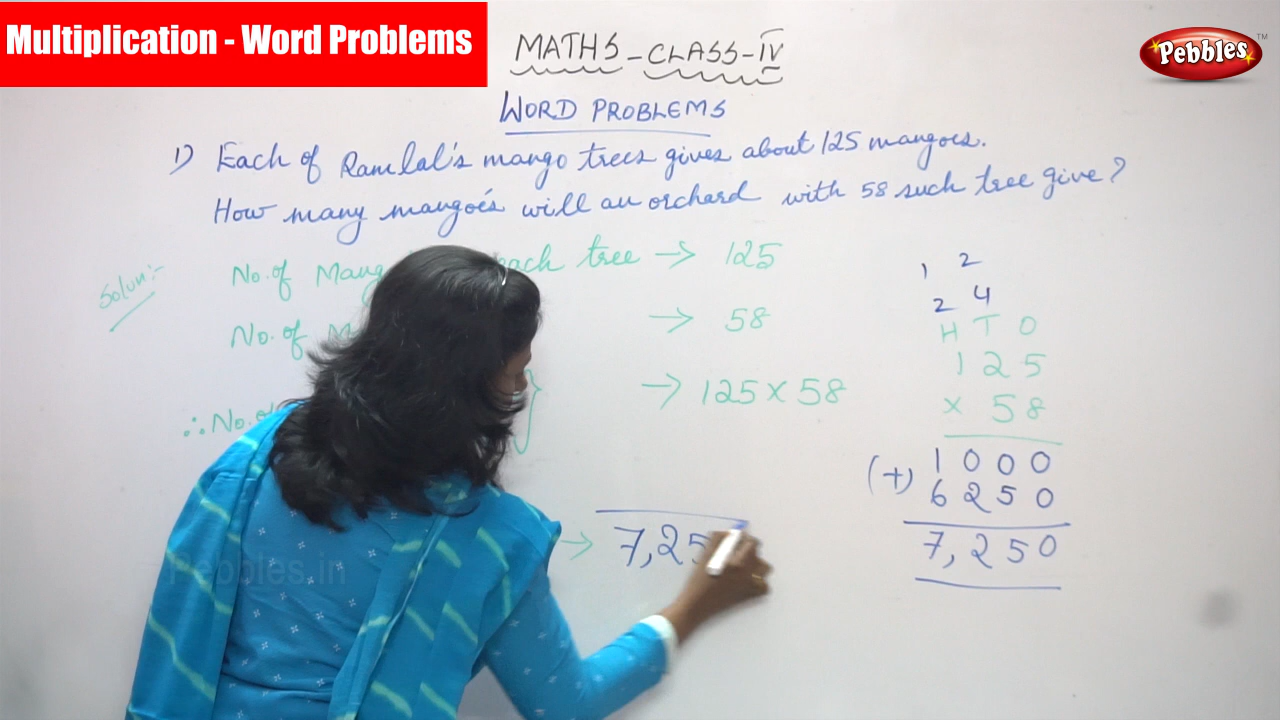 Multiplication - Word Problems
Pebbles TM
MATHS - CLASS - IV
WORD PROBLEMS
1) Each of Ramlal's mango trees gives about 125 mangoes.
How many mangoes will an orchard with 58 such tree give?
Solun:-
No. of Mang each tree → 125
No. of → 58
∴ No. of } → 125 × 58
→ 7,25
1 2
2 4
H T O
1 2 5
× 5 8
(+) 1 0 0 0
6 2 5 0
7, 2 5 0
Pebbles.in